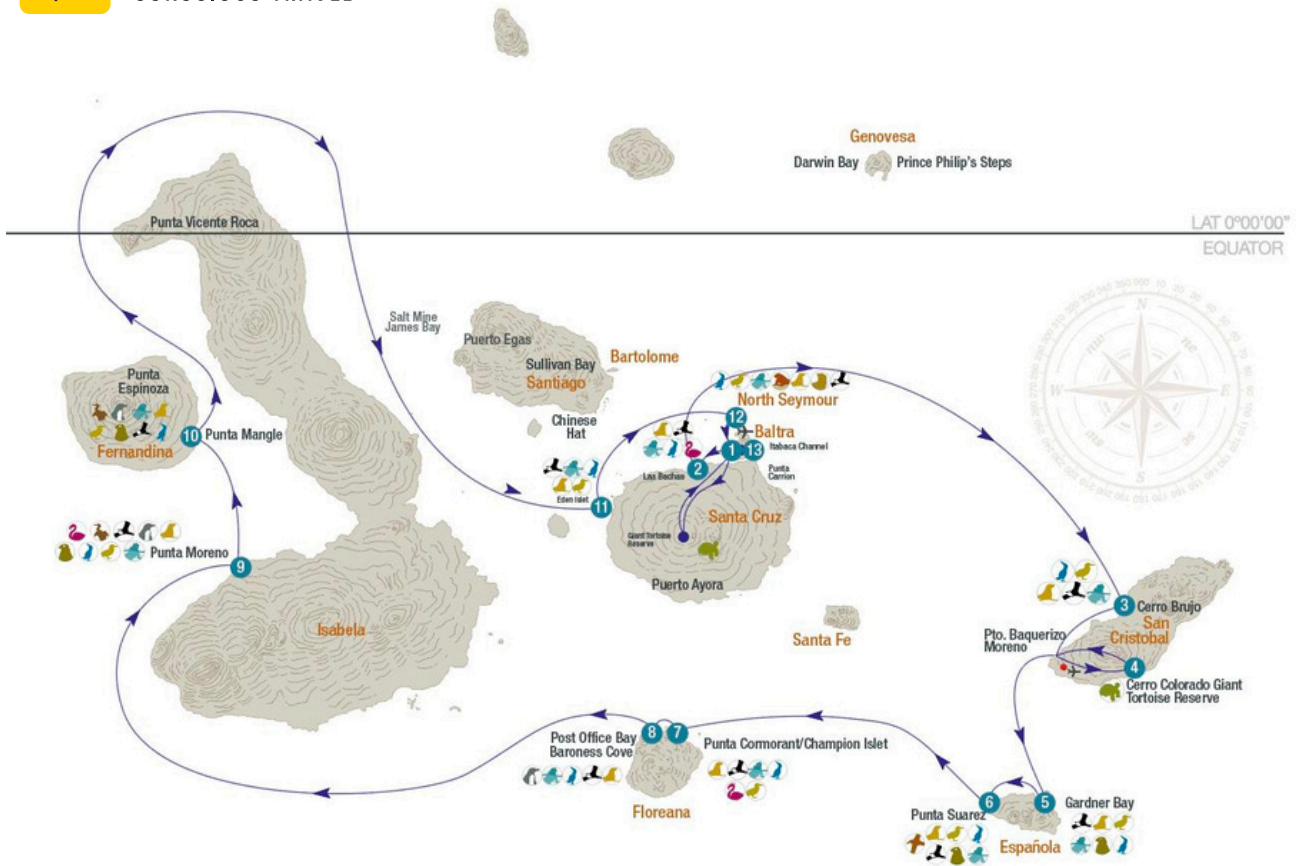 Genovesa
Darwin Bay
Prince Philip's Steps
LAT 0º00'00"
EQUATOR
Punta Vicente Roca
Salt Mine
James Bay
Puerto Egas
Sullivan Bay
Santiago
Bartolome
Chinese
Hat
North Seymour
12
Baltra
1
13
Itabaca Channel
2
Las Bachas
Punta
Carrion
Eden Islet
11
Santa Cruz
Giant Tortoise
Reserve
Puerto Ayora
Punta
Espinoza
10
Punta Mangle
Fernandina
Punta Moreno
9
Isabela
Santa Fe
3
Cerro Brujo
San
Cristobal
Pto. Baquerizo
Moreno
4
Cerro Colorado Giant
Tortoise Reserve
Post Office Bay
Baroness Cove
8
7
Punta Cormorant/Champion Islet
Floreana
6
5
Gardner Bay
Punta Suarez
Española
N
S
W